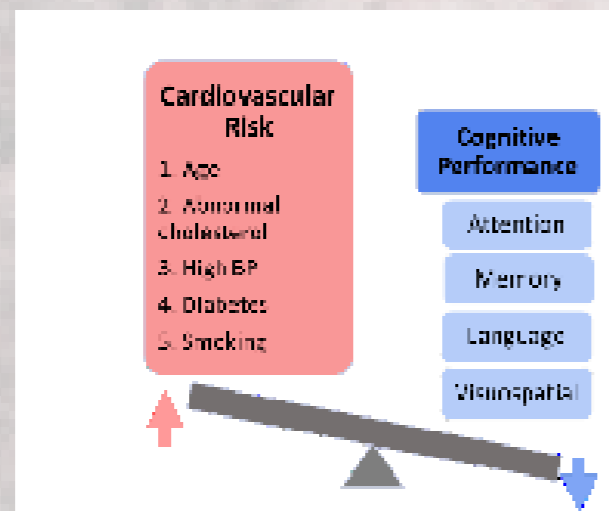 Cardiovascular
Risk
1. Age
2. Abnormal
cholesterol
3. High BP
4. Diabetes
5. Smoking
Cognitive
Performance
Attention
Memory
Language
Visuospatial